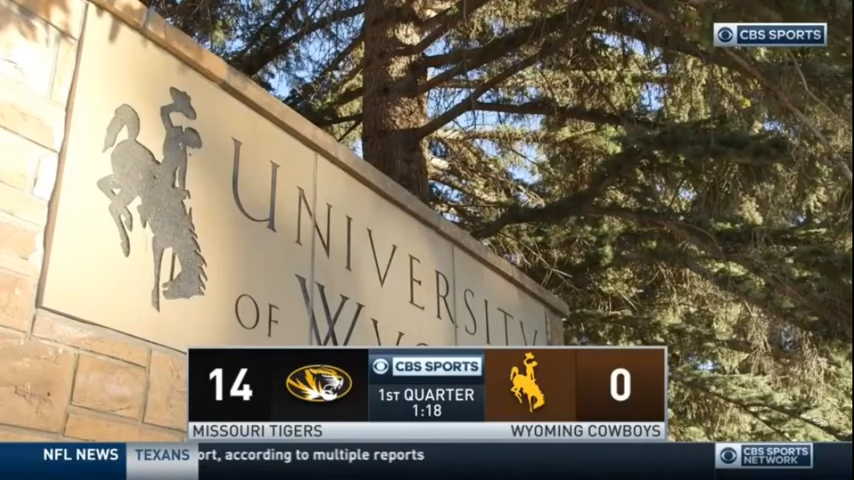 CBS SPORTS
UNIVERSITY
OF
14
CBS SPORTS
1ST QUARTER
1:18
0
MISSOURI TIGERS
WYOMING COWBOYS
NFL NEWS
TEXANS
ort, according to multiple reports
CBS SPORTS
NETWORK